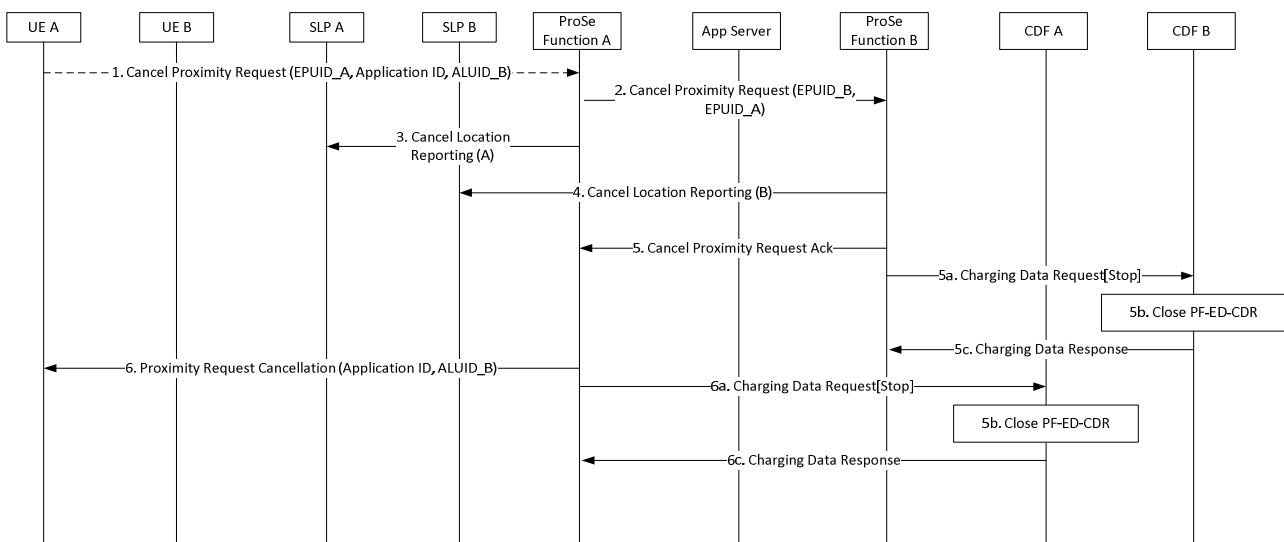 UE A
UE B
SLP A
SLP B
ProSe
Function A
App Server
ProSe
Function B
CDF A
CDF B
1. Cancel Proximity Request (EPUID_A, Application ID, ALUID_B)
2. Cancel Proximity Request (EPUID_B,
EPUID_A)
3. Cancel Location
Reporting (A)
4. Cancel Location Reporting (B)
5. Cancel Proximity Request Ack
5a. Charging Data Request[Stop]
5b. Close PF-ED-CDR
5c. Charging Data Response
6. Proximity Request Cancellation (Application ID, ALUID_B)
6a. Charging Data Request[Stop]
5b. Close PF-ED-CDR
6c. Charging Data Response